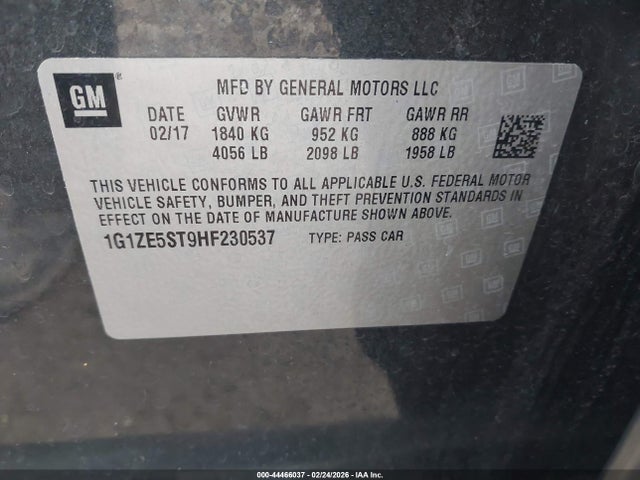 GM
MFD BY GENERAL MOTORS LLC
DATE GVWR GAWR FRT GAWR RR
02/17 1840 KG 952 KG 888 KG
4056 LB 2098 LB 1958 LB
THIS VEHICLE CONFORMS TO ALL APPLICABLE U.S. FEDERAL MOTOR
VEHICLE SAFETY, BUMPER, AND THEFT PREVENTION STANDARDS IN
EFFECT ON THE DATE OF MANUFACTURE SHOWN ABOVE.
1G1ZE5ST9HF230537 TYPE: PASS CAR
000-44466037 - 02/24/2026 - IAA Inc.